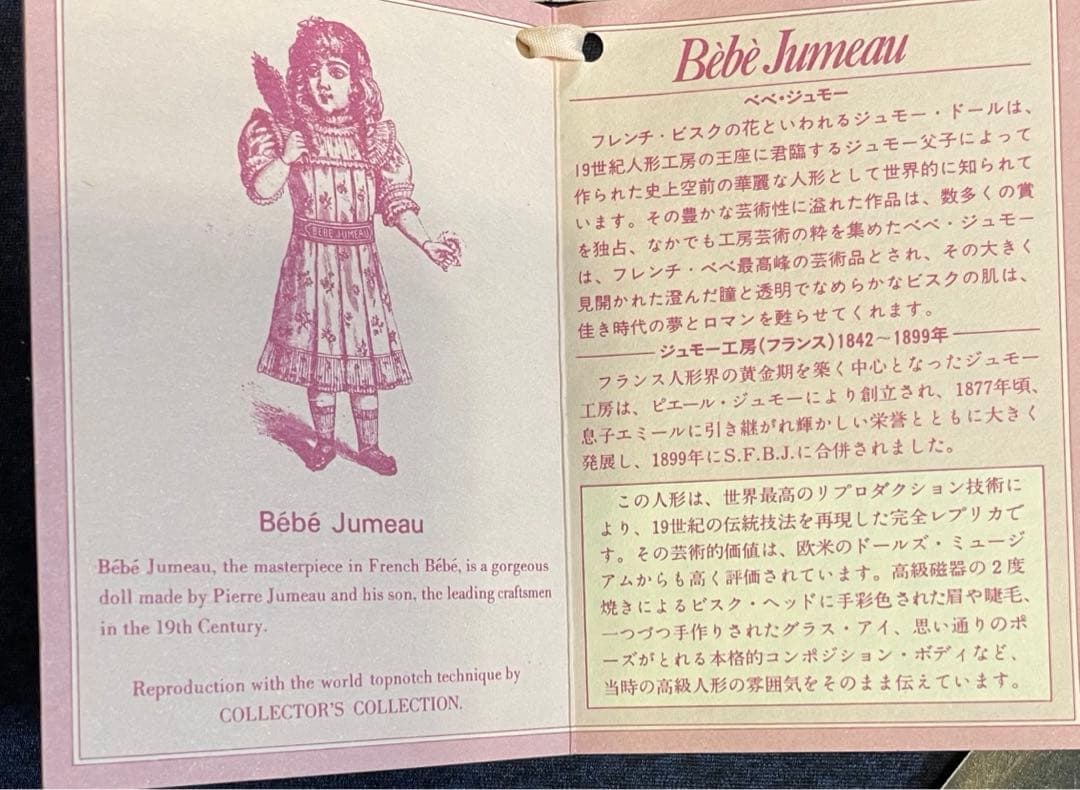 BEBE JUMEAU
Bébé Jumeau
Bébé Jumeau, the masterpiece in French Bébé, is a gorgeous
doll made by Pierre Jumeau and his son, the leading craftsmen
in the 19th Century.
Reproduction with the world topnotch technique by
COLLECTOR'S COLLECTION.
Bèbè Jumeau
ベベ・ジュモー
フレンチ・ビスクの花といわれるジュモー・ドールは、
19世紀人形工房の王座に君臨するジュモー父子によって
作られた史上空前の華麗な人形として世界的に知られて
います。その豊かな芸術性に溢れた作品は、数多くの賞
を独占、なかでも工房芸術の粋を集めたベベ・ジュモー
は、フレンチ・ベベ最高峰の芸術品とされ、その大きく
見開かれた澄んだ瞳と透明でなめらかなビスクの肌は、
佳き時代の夢とロマンを甦らせてくれます。
ジュモー工房(フランス)1842〜1899年
フランス人形界の黄金期を築く中心となったジュモー
工房は、ピエール・ジュモーにより創立され、1877年頃、
息子エミールに引き継がれ輝かしい栄誉とともに大きく
発展し、1899年にS.F.B.J.に合併されました。
この人形は、世界最高のリプロダクション技術に
より、19世紀の伝統技法を再現した完全レプリカで
す。その芸術的価値は、欧米のドールズ・ミュージ
アムからも高く評価されています。高級磁器の2度
焼きによるビスク・ヘッドに手彩色された眉や睫毛、
一つづつ手作りされたグラス・アイ、思い通りのポ
ーズがとれる本格的コンポジション・ボディなど、
当時の高級人形の雰囲気をそのまま伝えています。